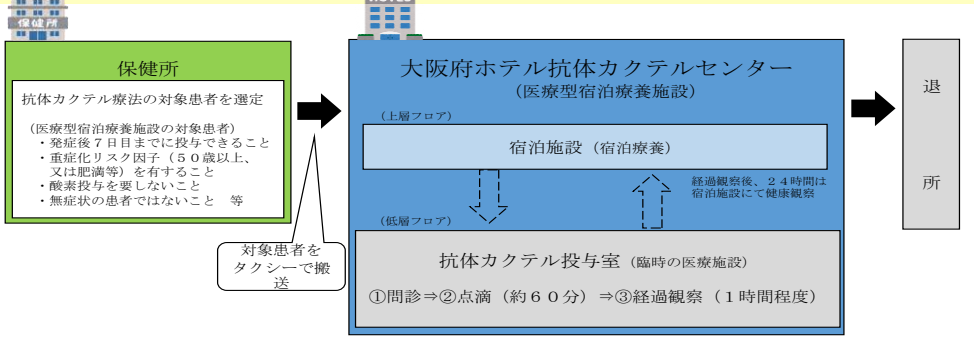 保健所
HOTEL
保健所
抗体カクテル療法の対象患者を選定
(医療型宿泊療養施設の対象患者)
・発症後７日目までに投与できること
・重症化リスク因子（５０歳以上、
又は肥満等）を有すること
・酸素投与を要しないこと
・無症状の患者ではないこと　等
対象患者を
タクシーで搬
送
大阪府ホテル抗体カクテルセンター
（医療型宿泊療養施設）
（上層フロア）
宿泊施設（宿泊療養）
経過観察後、２４時間は
宿泊施設にて健康観察
（低層フロア）
抗体カクテル投与室（臨時の医療施設）
①問診⇒②点滴（約６０分）⇒③経過観察（１時間程度）
退
所